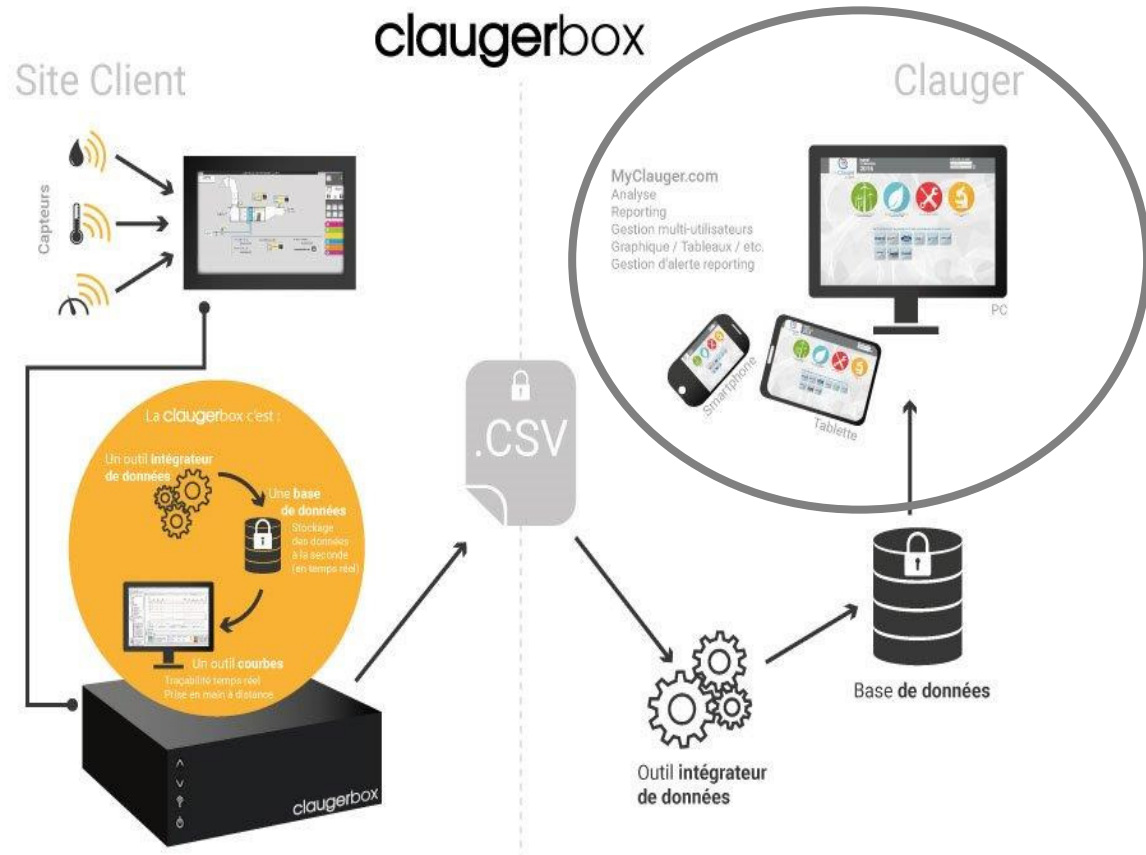 claugerbox
Site Client
Clauger
Capteurs
MyClauger.com
Analyse
Reporting
Gestion multi-utilisateurs
Graphique / Tableaux / etc.
Gestion d'alerte reporting
PC
Smartphone
Tablette
La claugerbox c'est :
Un outil intégrateur
de données
Une base
de données
Stockage
des données
à la seconde
(en temps réel)
Un outil courbes
Traçabilité temps réel
Prise en main à distance
.CSV
claugerbox
Base de données
Outil intégrateur
de données